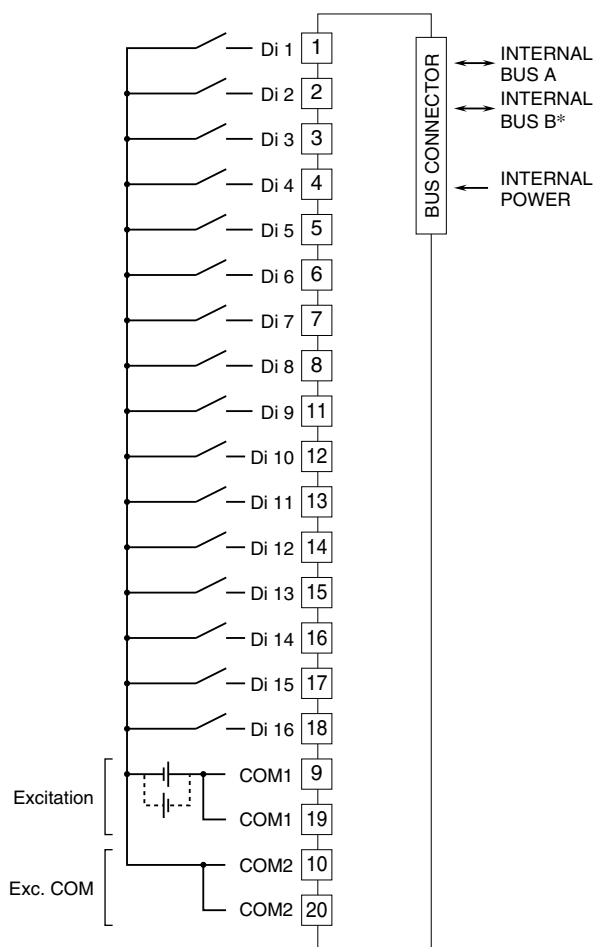 Di 1 1
Di 2 2
Di 3 3
Di 4 4
Di 5 5
Di 6 6
Di 7 7
Di 8 8
Di 9 11
Di 10 12
Di 11 13
Di 12 14
Di 13 15
Di 14 16
Di 15 17
Di 16 18
Excitation
COM1 9
COM1 19
Exc. COM
COM2 10
COM2 20
BUS CONNECTOR
INTERNAL
BUS A
INTERNAL
BUS B*
INTERNAL
POWER